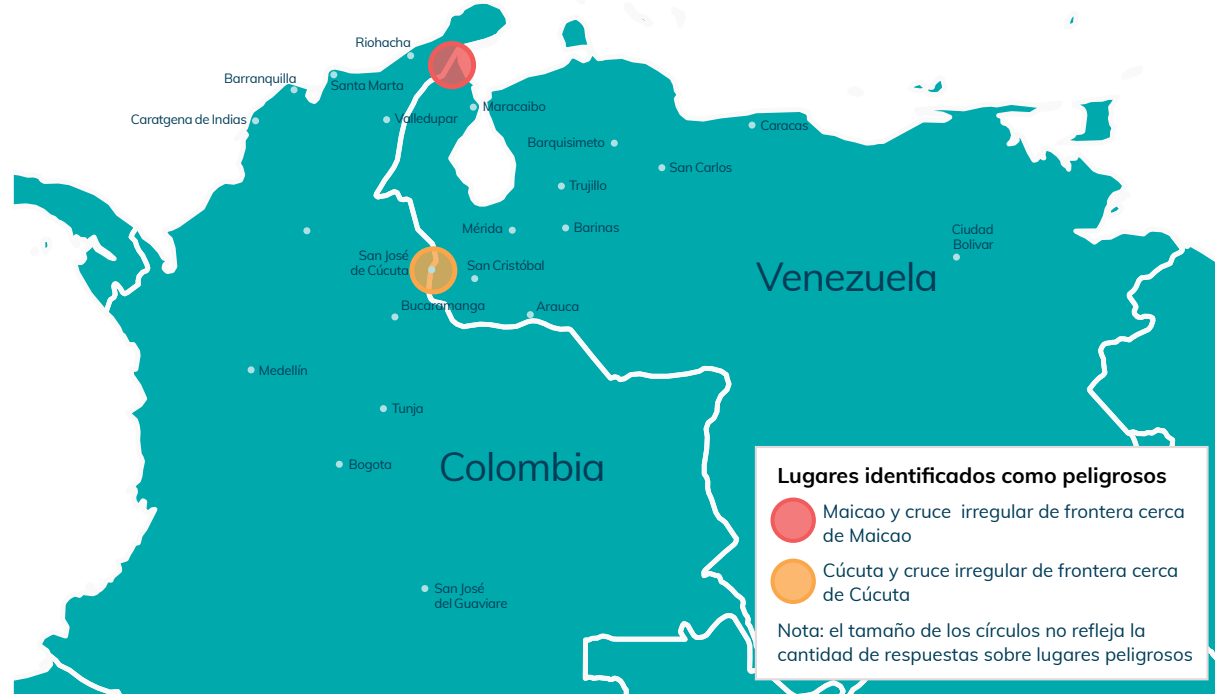 Riohacha
Barranquilla
Santa Marta
Caratgena de Indias
Valledupar
Maracaibo
Caracas
Barquisimeto
San Carlos
Trujillo
Mérida
Barinas
Ciudad
Bolivar
San José
de Cúcuta
San Cristóbal
Venezuela
Bucaramanga
Arauca
Medellín
Tunja
Bogota
Colombia
San José
del Guaviare
Lugares identificados como peligrosos
Maicao y cruce irregular de frontera cerca
de Maicao
Cúcuta y cruce irregular de frontera cerca
de Cúcuta
Nota: el tamaño de los círculos no refleja la
cantidad de respuestas sobre lugares peligrosos